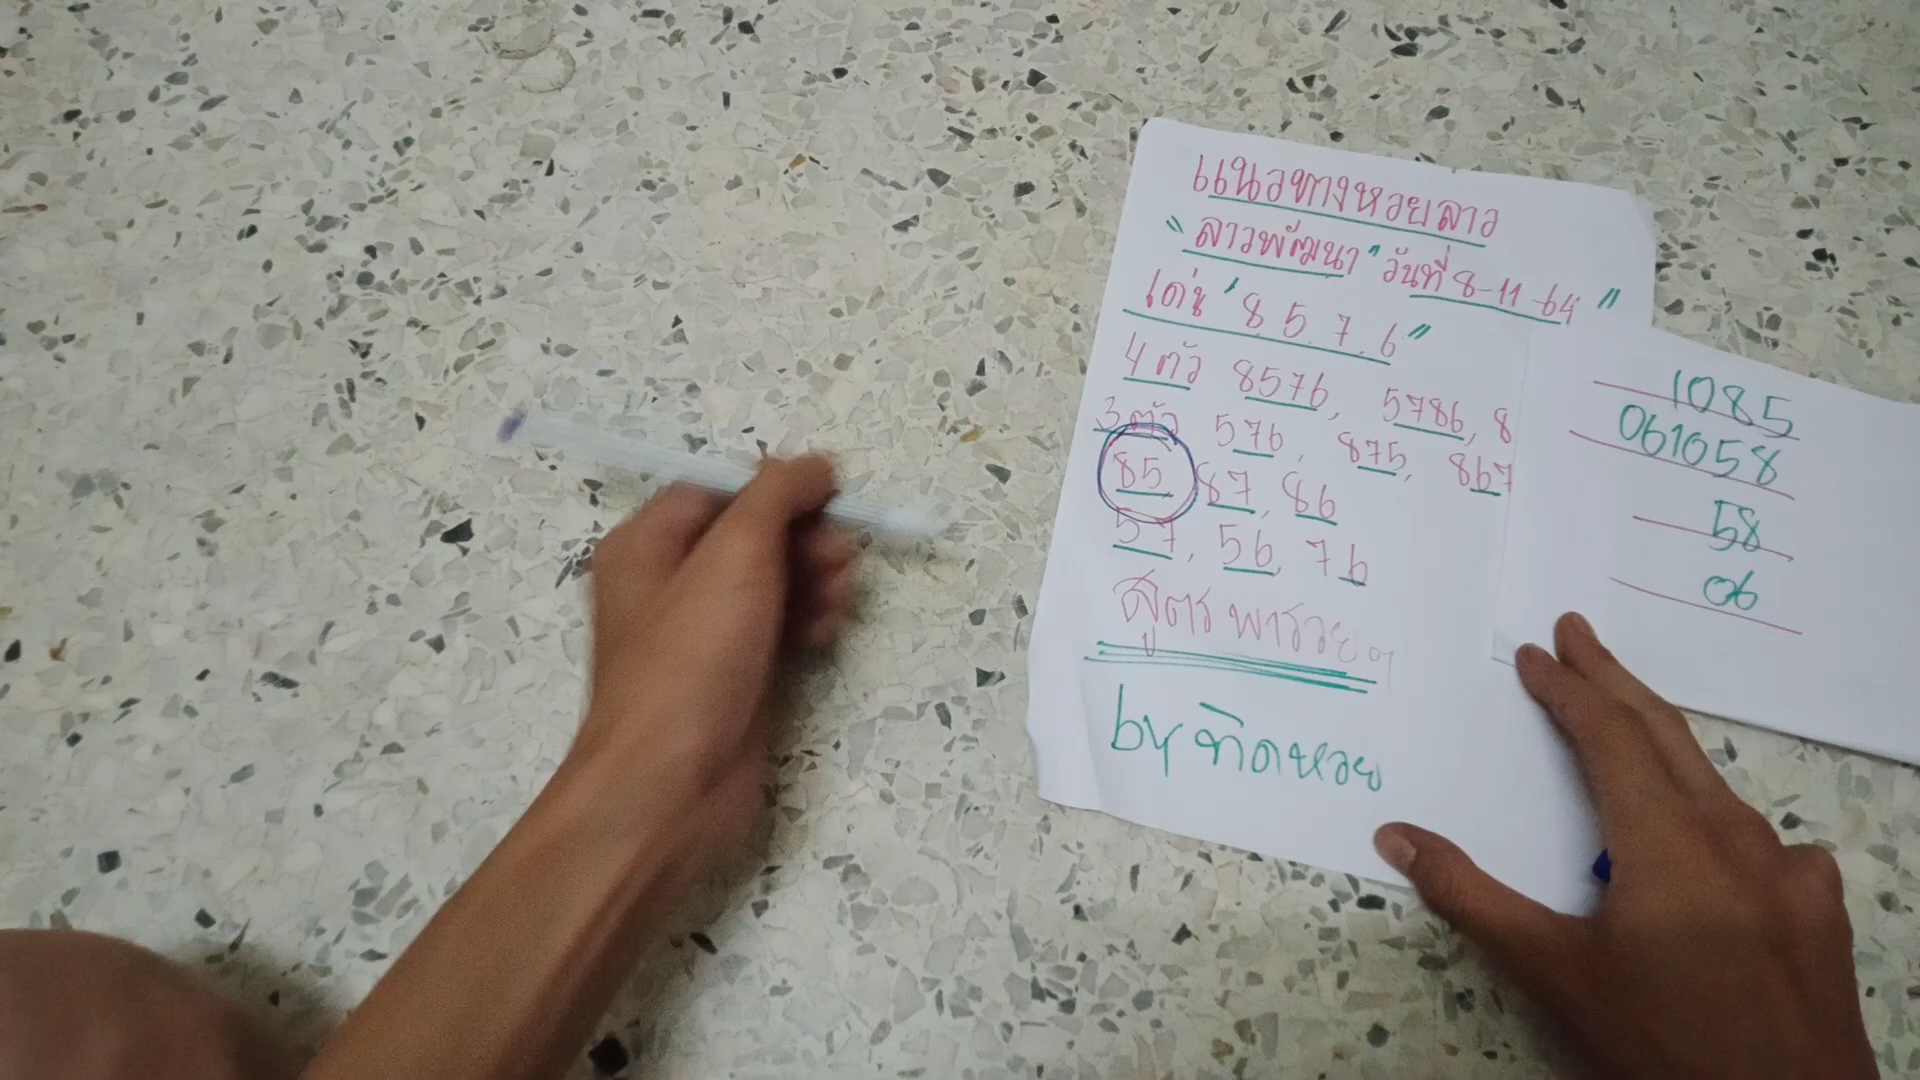 แนวทางหวยลาว
"ลาวพัฒนา" วันที่ 8-11-64"
เด่น "8.5.7.6"
4 ตัว 8576, 5786, 8
3 ตัว 576, 875, 867
85 87, 86
57, 56, 76
สูตร พารวยๆ
by ทิดหวย
1085
061058
58
06